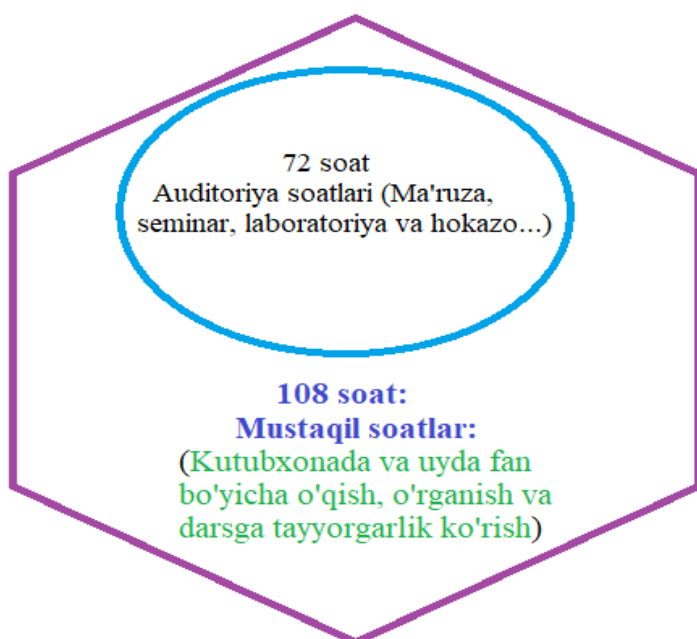 72 soat
Auditoriya soatlari (Ma'ruza,
seminar, laboratoriya va hokazo...)
108 soat:
Mustaqil soatlar:
(Kutubxonada va uyda fan
bo'yicha o'qish, o'rganish va
darsga tayyorgarlik ko'rish)